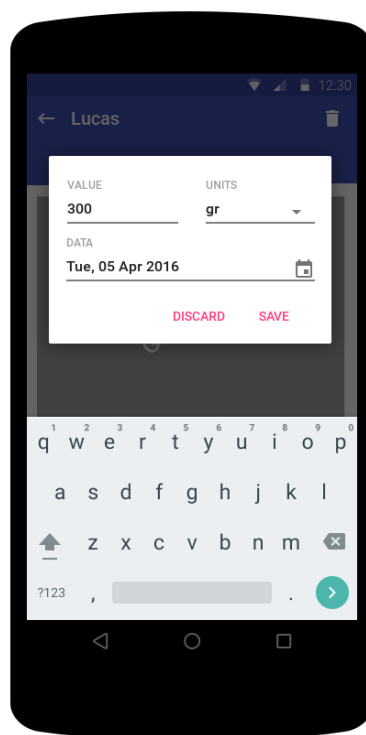 12:30
Lucas
VALUE UNITS
300 gr
DATA
Tue, 05 Apr 2016
DISCARD SAVE
1 2 3 4 5 6 7 8 9 0
q w e r t y u i o p
a s d f g h j k l
z x c v b n m
?123 , .